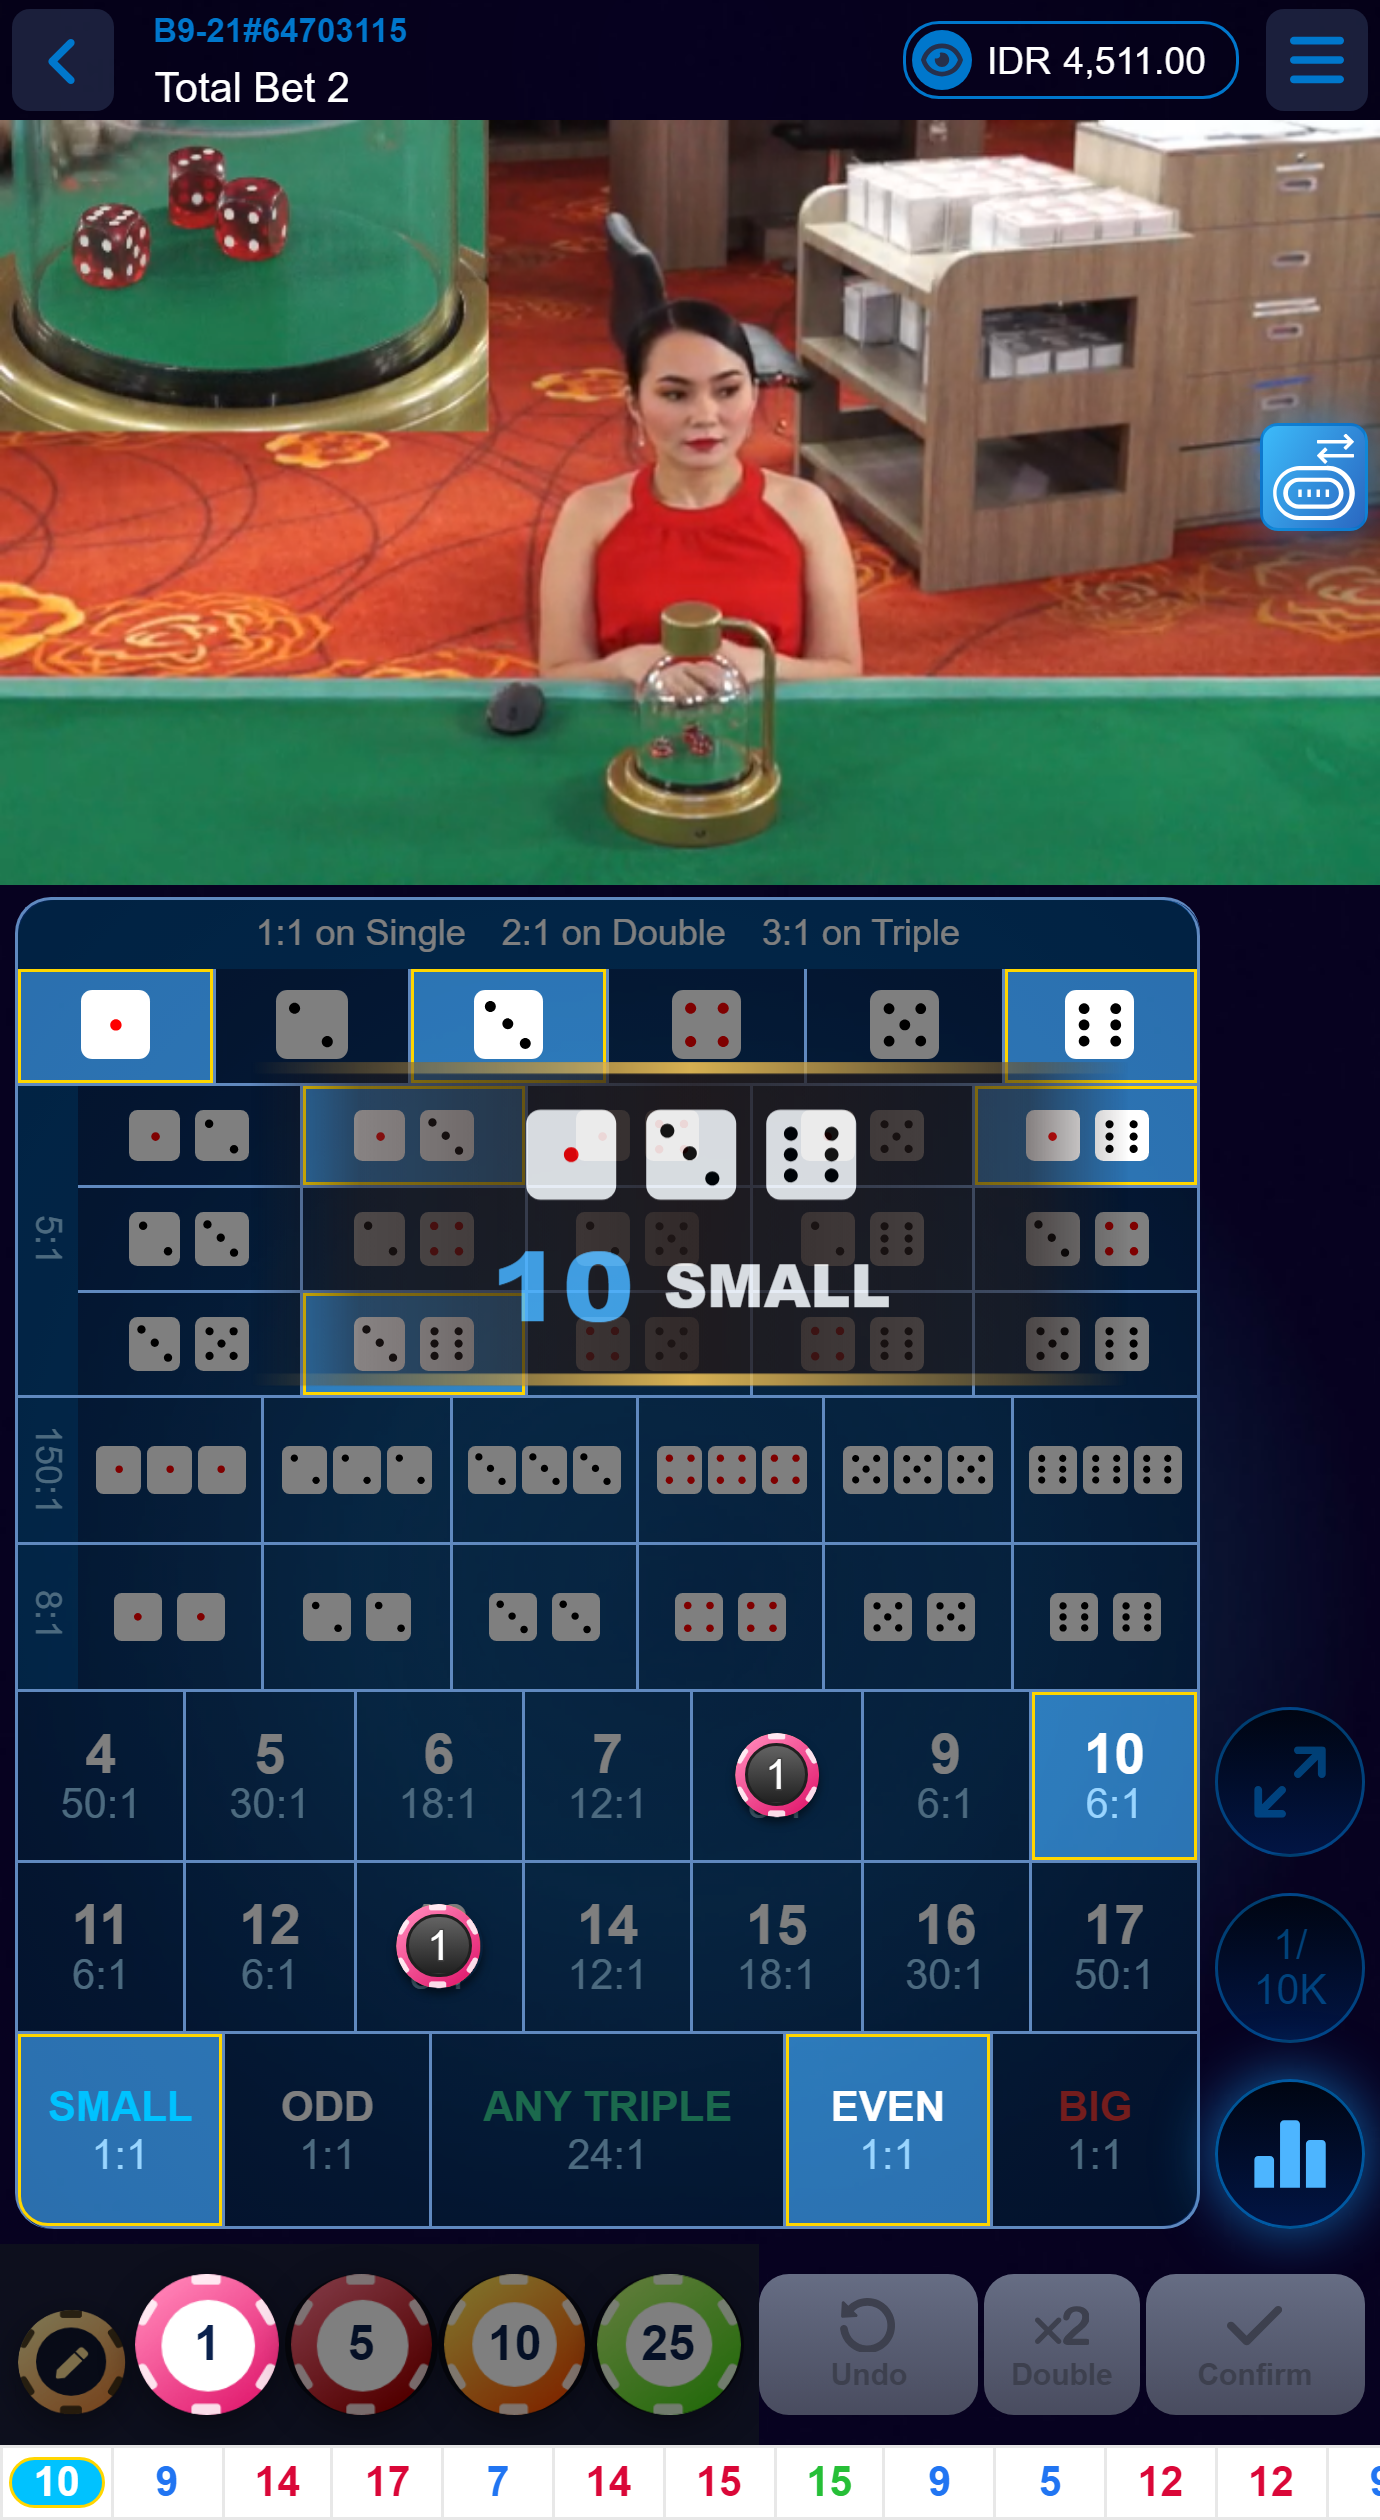 B9-21#64703115
Total Bet 2
IDR 4,511.00
1:1 on Single 2:1 on Double 3:1 on Triple
5:1
10 SMALL
150:1
8:1
4 5 6 7 1 9 10
50:1 30:1 18:1 12:1 6:1 6:1
11 12 1 14 15 16 17
6:1 6:1 12:1 18:1 30:1 50:1
1/
10K
SMALL ODD ANY TRIPLE EVEN BIG
1:1 1:1 24:1 1:1 1:1
1 5 10 25
x2
Undo Double Confirm
10 9 14 17 7 14 15 15 9 5 12 12